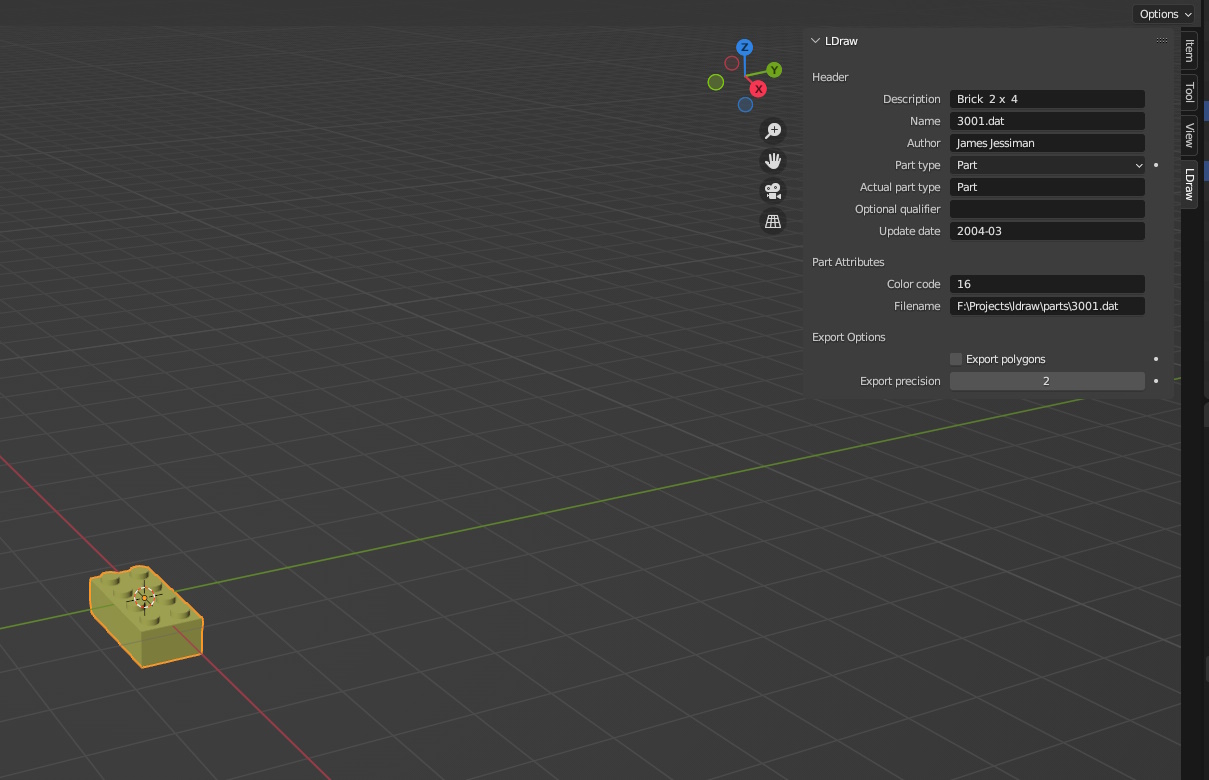 Options
Z
Y
X
LDraw
Header
Description Brick 2 x 4
Name 3001.dat
Author James Jessiman
Part type Part
Actual part type Part
Optional qualifier
Update date 2004-03
Part Attributes
Color code 16
Filename F:\Projects\ldraw\parts\3001.dat
Export Options
Export polygons
Export precision 2
Item
Tool
View
LDraw